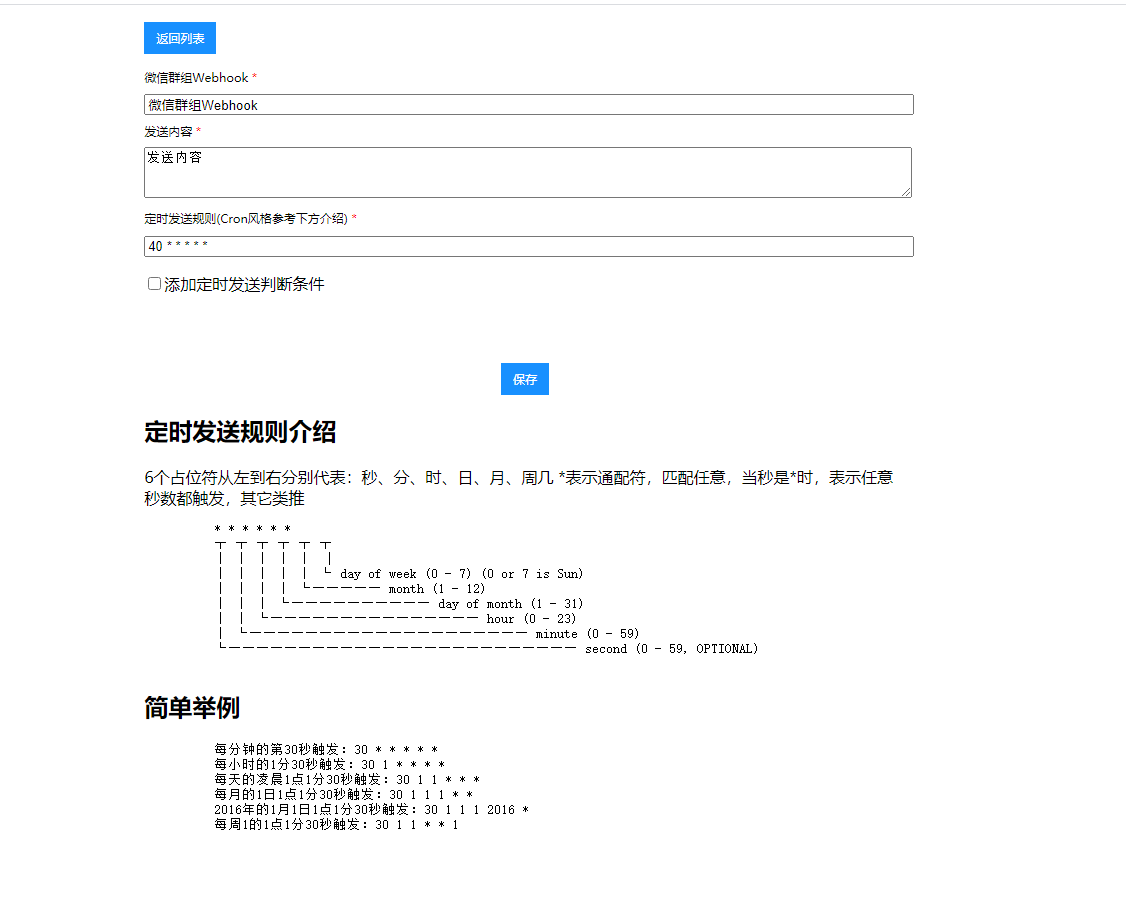 返回列表
微信群组Webhook *
微信群组Webhook
发送内容 *
发送内容
定时发送规则(Cron风格参考下方介绍) *
40 * * * * *
添加定时发送判断条件
保存
定时发送规则介绍
6个占位符从左到右分别代表：秒、分、时、日、月、周几 *表示通配符，匹配任意，当秒是*时，表示任意
秒数都触发，其它类推
* * * * * *
day of week (0 - 7) (0 or 7 is Sun)
month (1 - 12)
day of month (1 - 31)
hour (0 - 23)
minute (0 - 59)
second (0 - 59, OPTIONAL)
简单举例
每分钟的第30秒触发：30 * * * * *
每小时的1分30秒触发：30 1 * * * *
每天的凌晨1点1分30秒触发：30 1 1 * * *
每月的1日1点1分30秒触发：30 1 1 1 * *
2016年的1月1日1点1分30秒触发：30 1 1 1 2016 *
每周1的1点1分30秒触发：30 1 1 * * 1